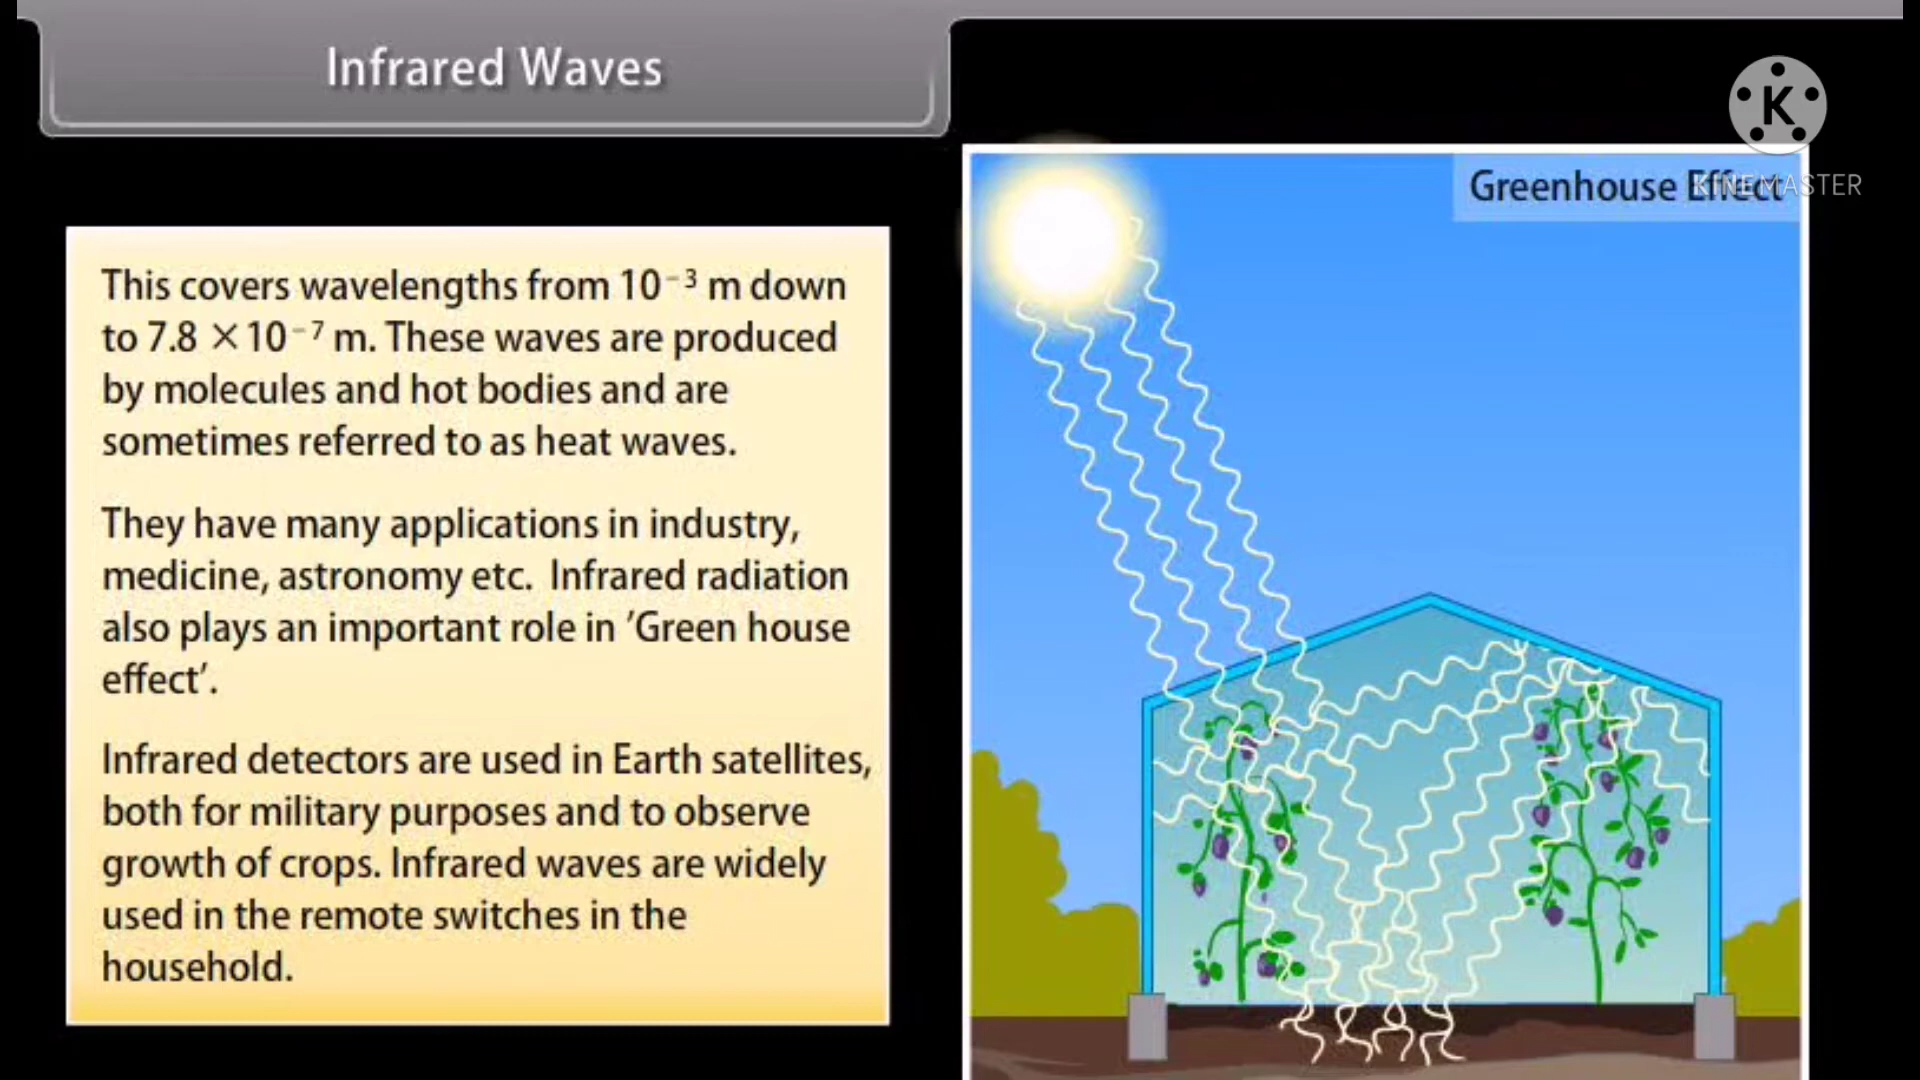 Infrared Waves
K
KINEMASTER
Greenhouse Effect
This covers wavelengths from 10⁻³ m down
to 7.8 ×10⁻⁷ m. These waves are produced
by molecules and hot bodies and are
sometimes referred to as heat waves.
They have many applications in industry,
medicine, astronomy etc. Infrared radiation
also plays an important role in ’Green house
effect’.
Infrared detectors are used in Earth satellites,
both for military purposes and to observe
growth of crops. Infrared waves are widely
used in the remote switches in the
household.